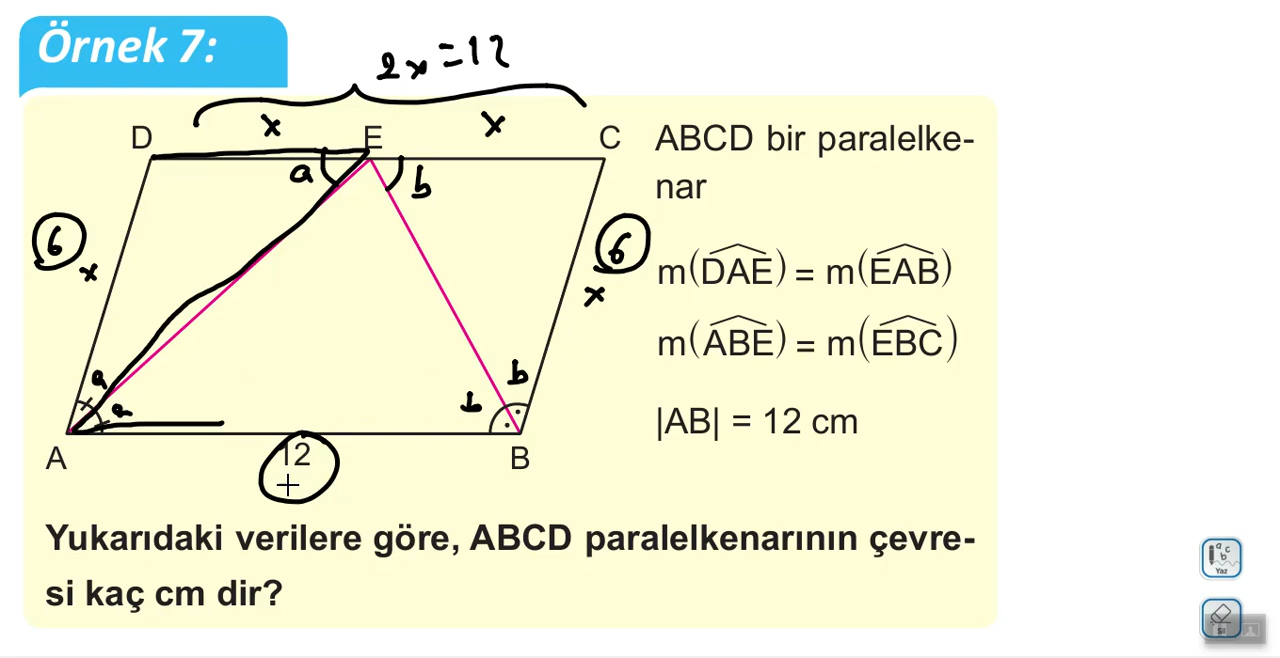 Örnek 7:
2x=12
x x
D E C
a b
6 6
x x
a b
a b
A 12 B
ABCD bir paralelke-
nar
m(DAE) = m(EAB)
m(ABE) = m(EBC)
|AB| = 12 cm
Yukarıdaki verilere göre, ABCD paralelkenarının çevre-
si kaç cm dir?
a b c
Yaz
Sil